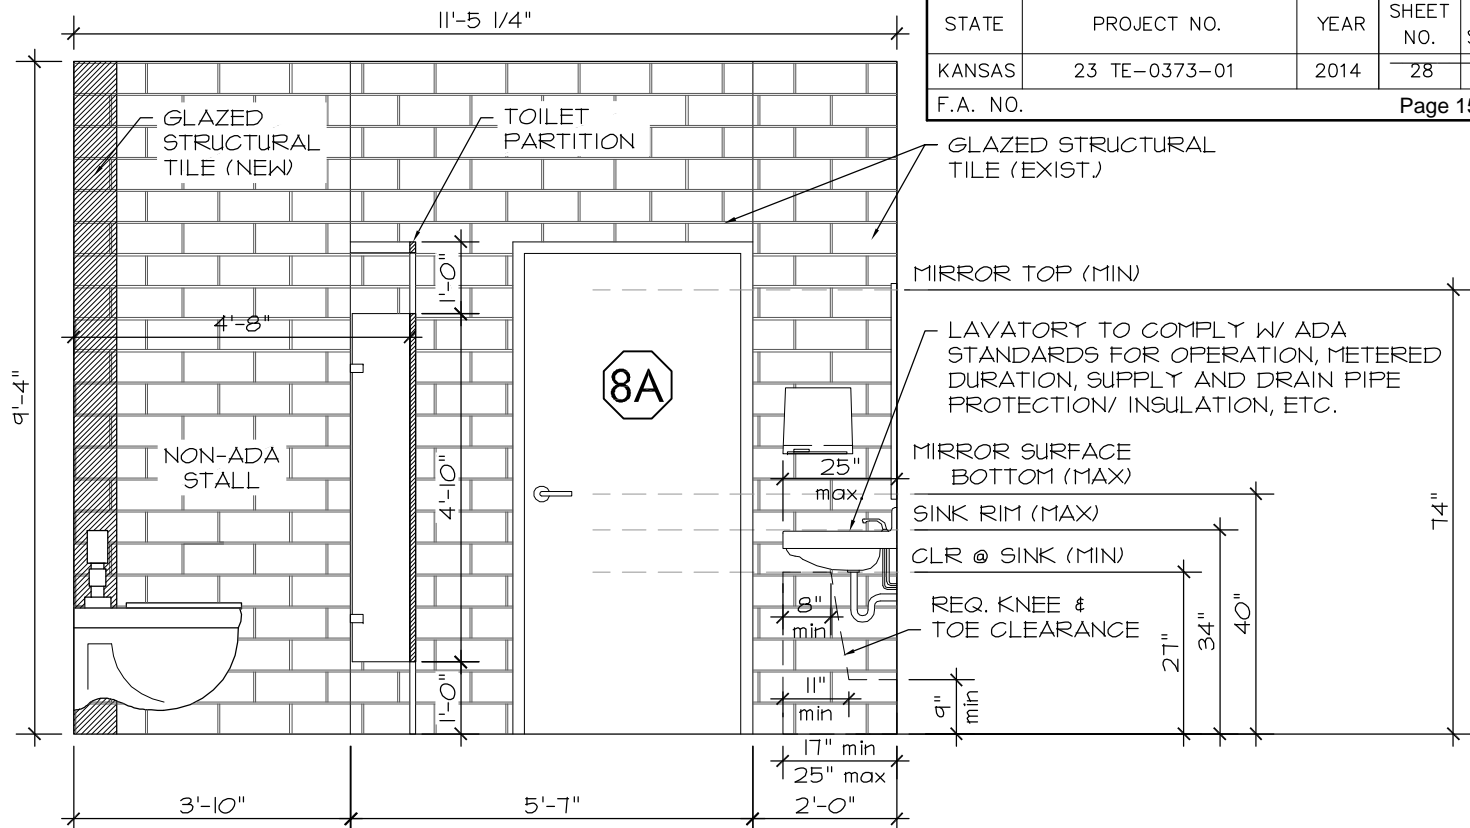 11'-5 1/4"
STATE PROJECT NO. YEAR SHEET NO.
KANSAS 23 TE-0373-01 2014 28
F.A. NO. Page 15
GLAZED
STRUCTURAL
TILE (NEW)
TOILET
PARTITION
GLAZED STRUCTURAL
TILE (EXIST.)
1'-0"
MIRROR TOP (MIN)
4'-8"
LAVATORY TO COMPLY W/ ADA
STANDARDS FOR OPERATION, METERED
DURATION, SUPPLY AND DRAIN PIPE
PROTECTION/ INSULATION, ETC.
9'-4"
8A
NON-ADA
STALL
4'-10"
25"
max.
MIRROR SURFACE
BOTTOM (MAX)
74"
SINK RIM (MAX)
CLR @ SINK (MIN)
8"
min
REQ. KNEE &
TOE CLEARANCE
27"
34"
40"
1'-0"
11"
min
9"
min
17" min
25" max
3'-10"
5'-7"
2'-0"